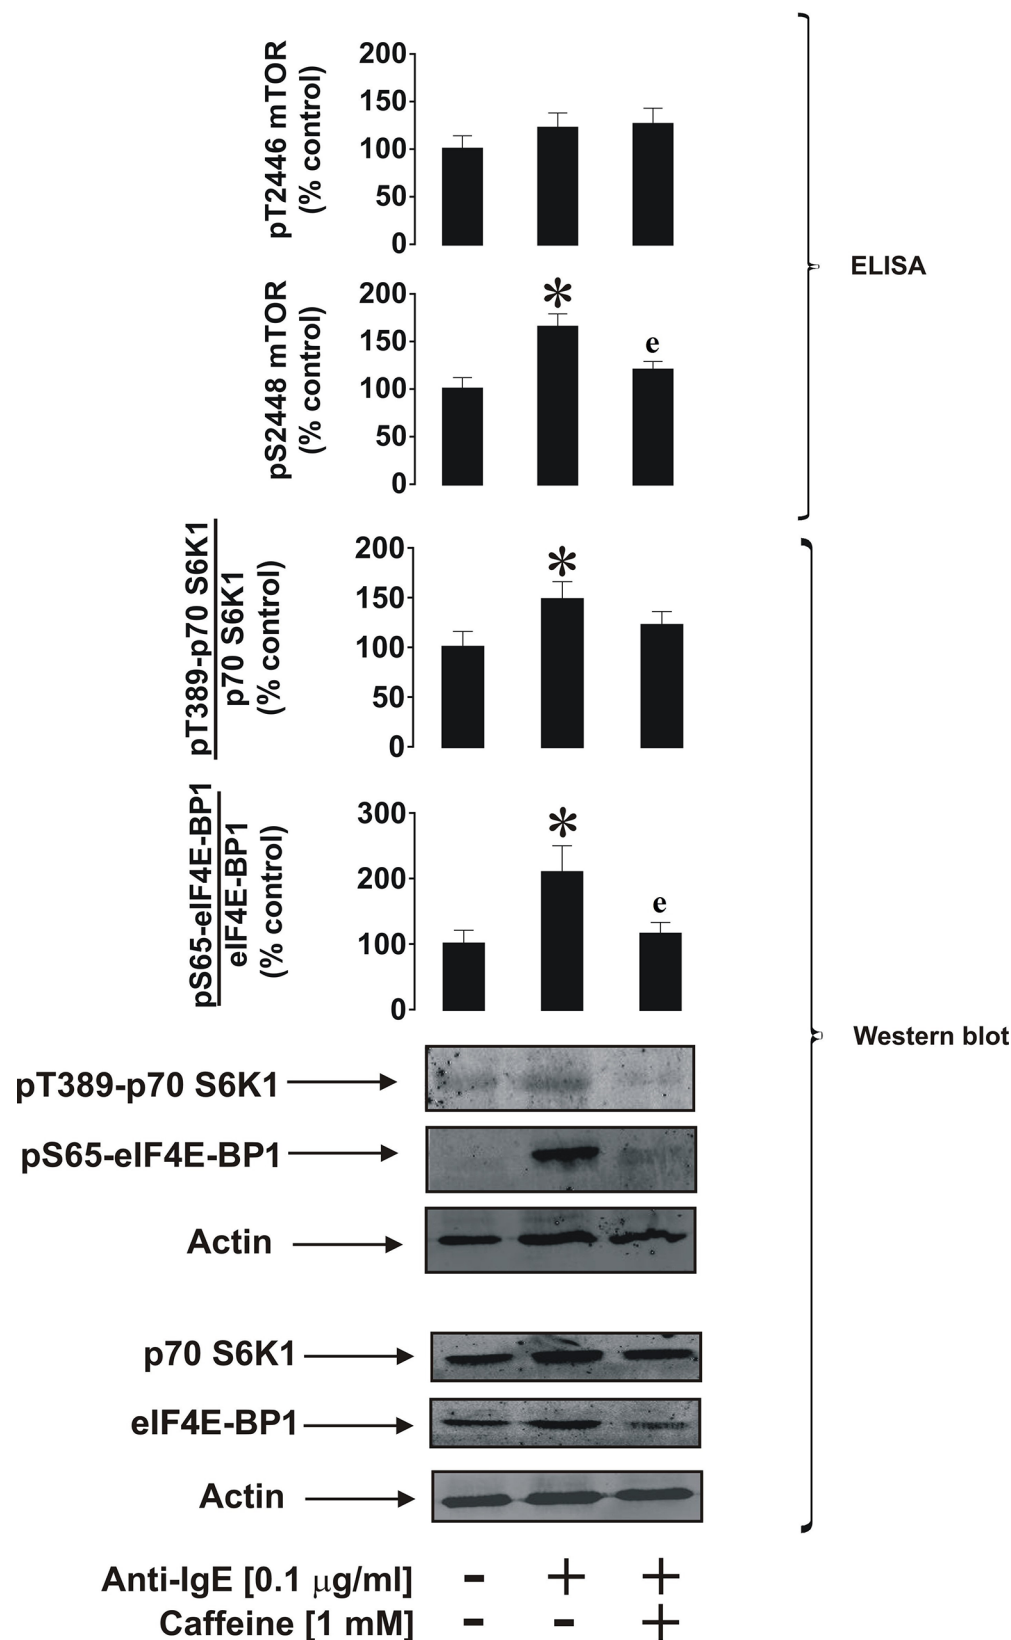 pT2446 mTOR
(% control)
200
150
100
50
0
pS2448 mTOR
(% control)
200
150
100
50
0
*
e
ELISA
pT389-p70 S6K1
p70 S6K1
(% control)
200
150
100
50
0
*
pS65-eIF4E-BP1
eIF4E-BP1
(% control)
300
200
100
0
*
e
Western blot
pT389-p70 S6K1
pS65-eIF4E-BP1
Actin
p70 S6K1
eIF4E-BP1
Actin
Anti-IgE [0.1 μg/ml] - + +
Caffeine [1 mM] - - +